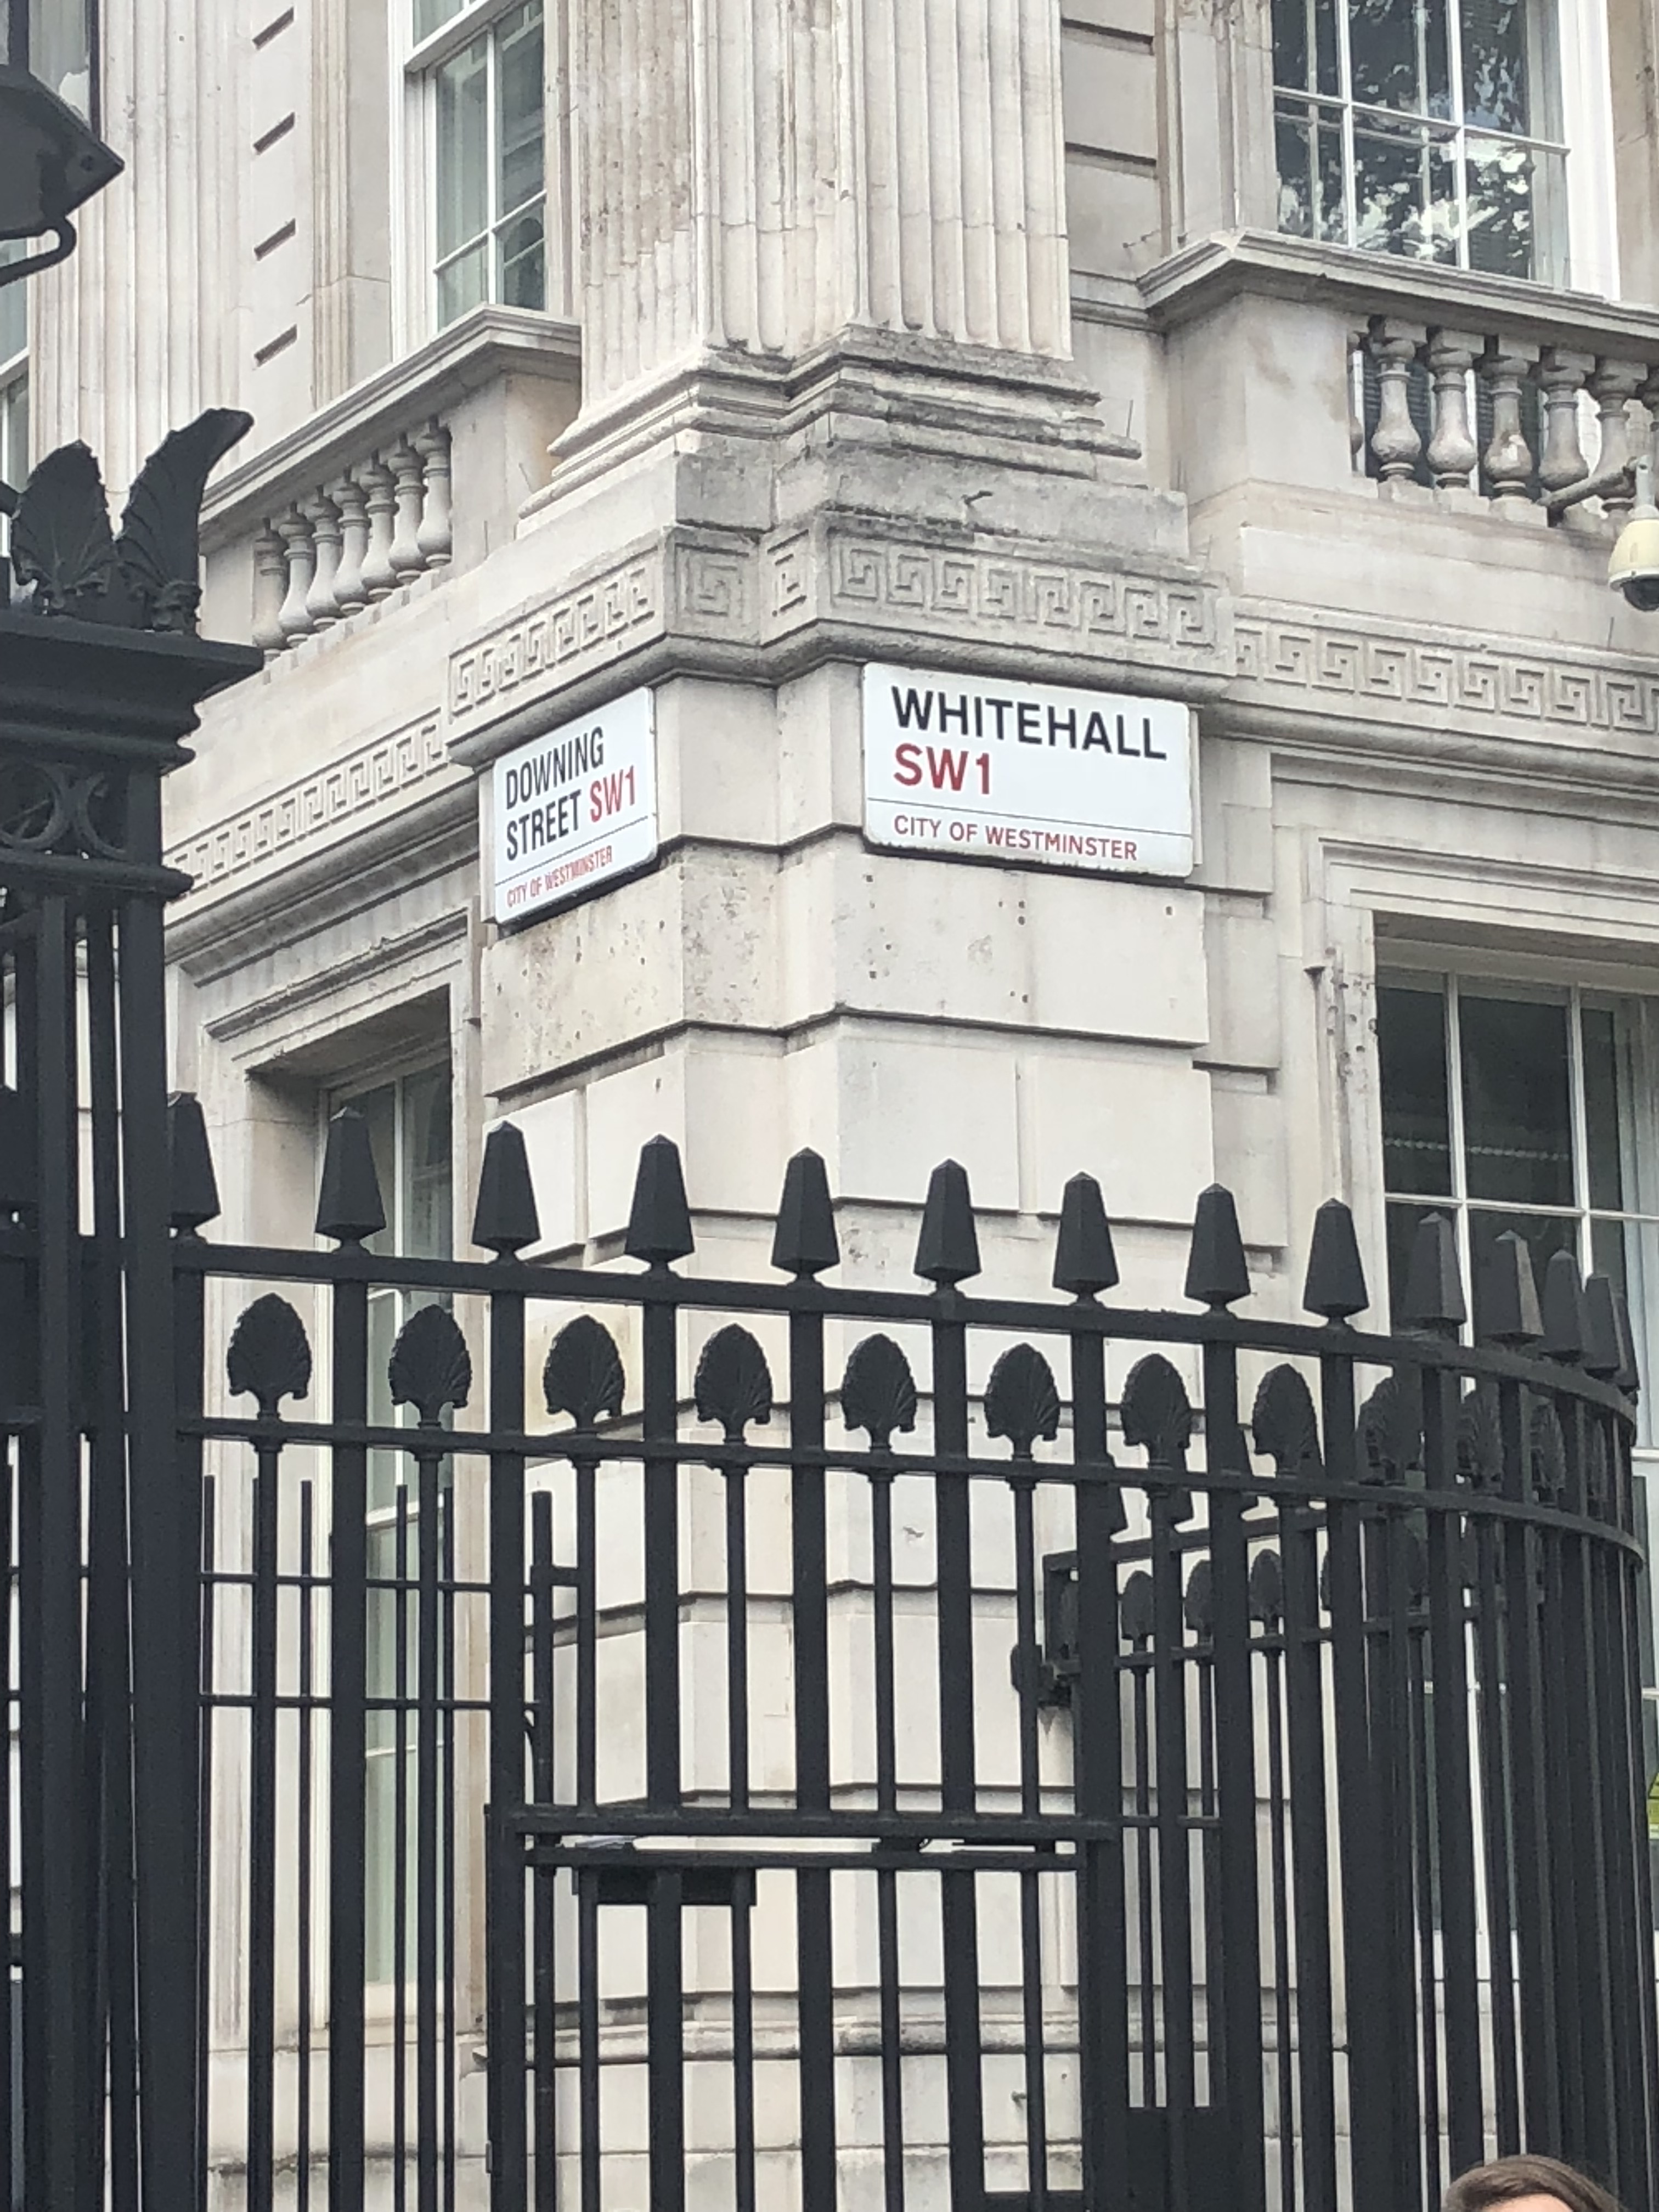 DOWNING
STREET SW1
CITY OF WESTMINSTER
WHITEHALL
SW1
CITY OF WESTMINSTER